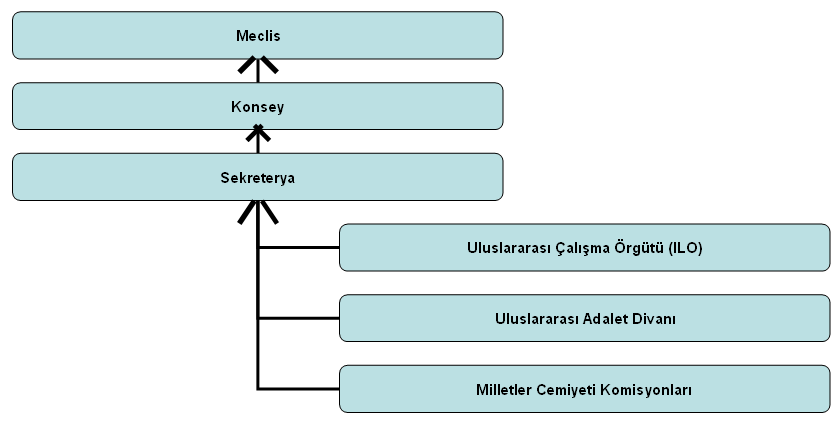 Meclis
Konsey
Sekreterya
Uluslararası Çalışma Örgütü (ILO)
Uluslararası Adalet Divanı
Milletler Cemiyeti Komisyonları